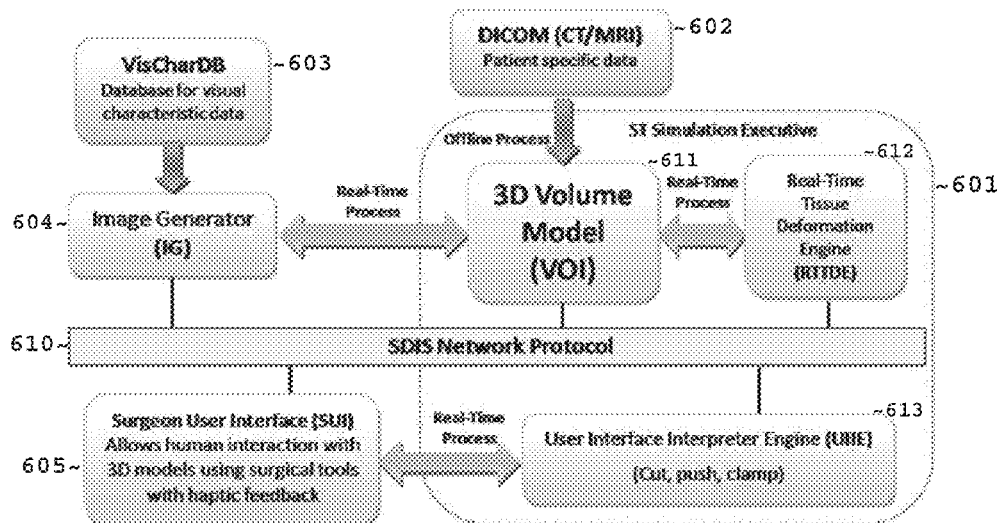 DICOM (CT/MRI)
Patient specific data
~602
VisCharDB
Database for visual
characteristic data
~603
Offline Process
ST Simulation Executive
~601
~611
3D Volume
Model
(VOI)
Real-Time
Process
~612
Real-Time
Tissue
Deformation
Engine
(RTTDE)
Real-Time
Process
604~
Image Generator
(IG)
610~
SDIS Network Protocol
605~
Surgeon User Interface (SUI)
Allows human interaction with
3D models using surgical tools
with haptic feedback
Real-Time
Process
~613
User Interface Interpreter Engine (UIIE)
(Cut, push, clamp)